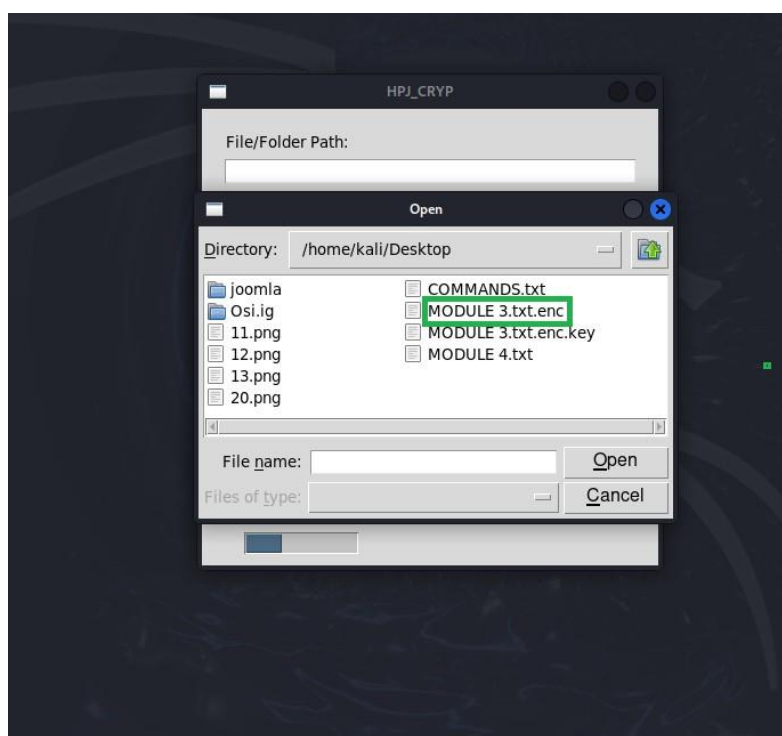 HPJ_CRYP
File/Folder Path:
Open
Directory: /home/kali/Desktop
joomla
Osi.ig
11.png
12.png
13.png
20.png
COMMANDS.txt
MODULE 3.txt.enc
MODULE 3.txt.enc.key
MODULE 4.txt
File name:
Open
Files of type:
Cancel